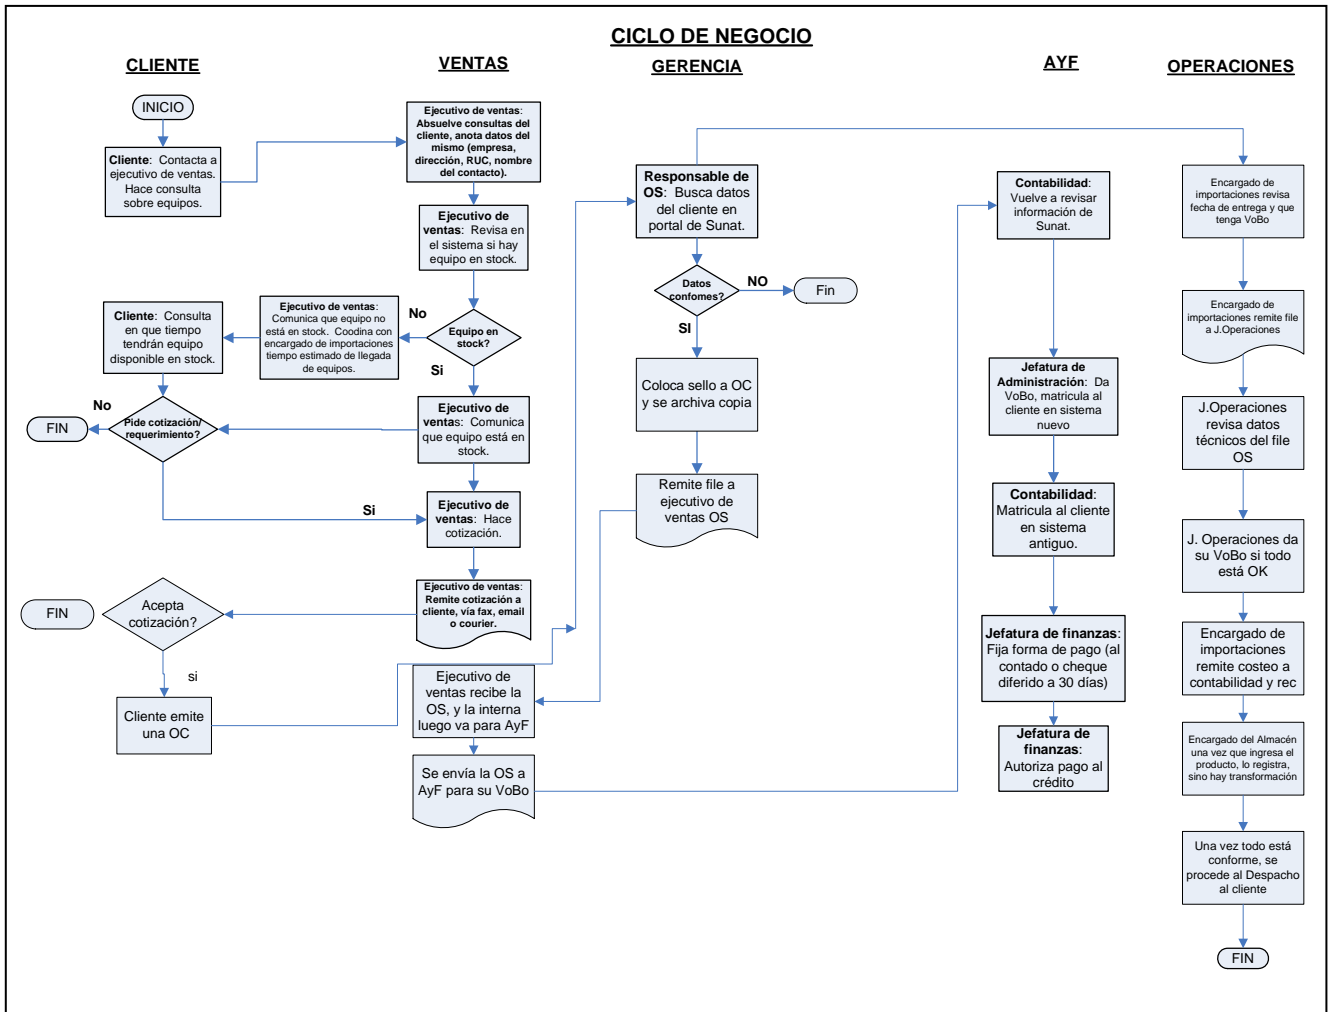 CICLO DE NEGOCIO
CLIENTE
VENTAS
GERENCIA
AYF
OPERACIONES
INICIO
Cliente: Contacta a
ejecutivo de ventas.
Hace consulta
sobre equipos.
Cliente: Consulta
en que tiempo
tendrán equipo
disponible en stock.
No
FIN
Pide cotización/
requerimiento?
Si
FIN
Acepta
cotización?
si
Cliente emite
una OC
Ejecutivo de ventas:
Absuelve consultas del
cliente, anota datos del
mismo (empresa,
dirección, RUC, nombre
del contacto).
Ejecutivo de
ventas: Revisa en
el sistema si hay
equipo en stock.
Ejecutivo de ventas:
Comunica que equipo no
está en stock. Coodina con
encargado de importaciones
tiempo estimado de llegada
de equipos.
No
Equipo en
stock?
Si
Ejecutivo de
ventas: Comunica
que equipo está en
stock.
Ejecutivo de
ventas: Hace
cotización.
Ejecutivo de ventas:
Remite cotización a
cliente, vía fax, email
o courier.
Ejecutivo de
ventas recibe la
OS, y la interna
luego va para AyF
Se envía la OS a
AyF para su VoBo
Responsable de
OS: Busca datos
del cliente en
portal de Sunat.
Datos
confomes?
NO
Fin
SI
Coloca sello a OC
y se archiva copia
Remite file a
ejecutivo de
ventas OS
Contabilidad:
Vuelve a revisar
información de
Sunat.
Jefatura de
Administración: Da
VoBo, matricula al
cliente en sistema
nuevo
Contabilidad:
Matricula al cliente
en sistema
antiguo.
Jefatura de finanzas:
Fija forma de pago (al
contado o cheque
diferido a 30 días)
Jefatura de
finanzas:
Autoriza pago al
crédito
Encargado de
importaciones revisa
fecha de entrega y que
tenga VoBo
Encargado de
importaciones remite file
a J.Operaciones
J.Operaciones
revisa datos
técnicos del file
OS
J. Operaciones da
su VoBo si todo
está OK
Encargado de
importaciones
remite costeo a
contabilidad y rec
Encargado del Almacén
una vez que ingresa el
producto, lo registra,
sino hay transformación
Una vez todo está
conforme, se
procede al Despacho
al cliente
FIN